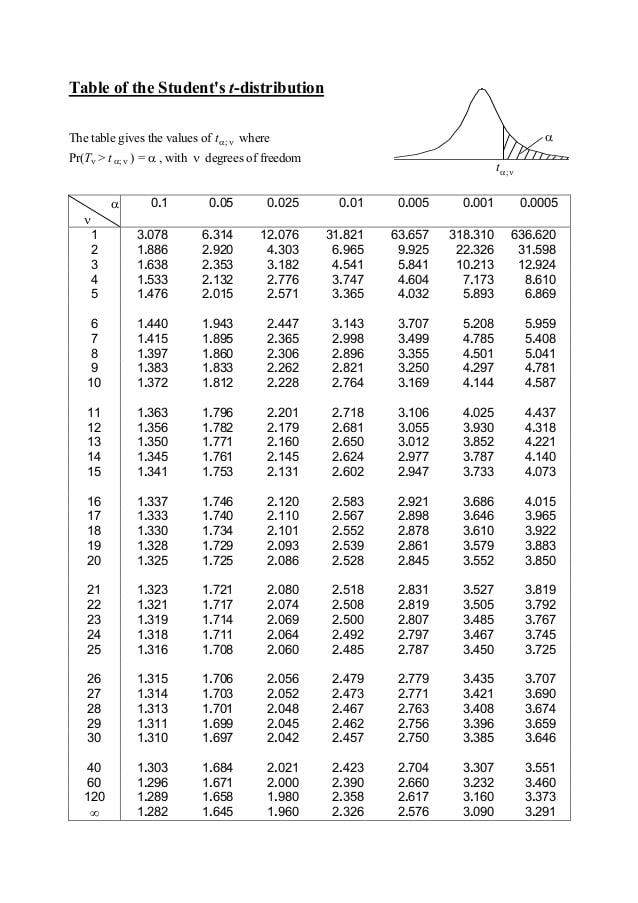 Table of the Student's t-distribution
The table gives the values of tα;ν where
Pr(Tν > tα;ν) = α, with ν degrees of freedom
α
tα;ν
α 0.1 0.05 0.025 0.01 0.005 0.001 0.0005
ν
1 3.078 6.314 12.076 31.821 63.657 318.310 636.620
2 1.886 2.920 4.303 6.965 9.925 22.326 31.598
3 1.638 2.353 3.182 4.541 5.841 10.213 12.924
4 1.533 2.132 2.776 3.747 4.604 7.173 8.610
5 1.476 2.015 2.571 3.365 4.032 5.893 6.869
6 1.440 1.943 2.447 3.143 3.707 5.208 5.959
7 1.415 1.895 2.365 2.998 3.499 4.785 5.408
8 1.397 1.860 2.306 2.896 3.355 4.501 5.041
9 1.383 1.833 2.262 2.821 3.250 4.297 4.781
10 1.372 1.812 2.228 2.764 3.169 4.144 4.587
11 1.363 1.796 2.201 2.718 3.106 4.025 4.437
12 1.356 1.782 2.179 2.681 3.055 3.930 4.318
13 1.350 1.771 2.160 2.650 3.012 3.852 4.221
14 1.345 1.761 2.145 2.624 2.977 3.787 4.140
15 1.341 1.753 2.131 2.602 2.947 3.733 4.073
16 1.337 1.746 2.120 2.583 2.921 3.686 4.015
17 1.333 1.740 2.110 2.567 2.898 3.646 3.965
18 1.330 1.734 2.101 2.552 2.878 3.610 3.922
19 1.328 1.729 2.093 2.539 2.861 3.579 3.883
20 1.325 1.725 2.086 2.528 2.845 3.552 3.850
21 1.323 1.721 2.080 2.518 2.831 3.527 3.819
22 1.321 1.717 2.074 2.508 2.819 3.505 3.792
23 1.319 1.714 2.069 2.500 2.807 3.485 3.767
24 1.318 1.711 2.064 2.492 2.797 3.467 3.745
25 1.316 1.708 2.060 2.485 2.787 3.450 3.725
26 1.315 1.706 2.056 2.479 2.779 3.435 3.707
27 1.314 1.703 2.052 2.473 2.771 3.421 3.690
28 1.313 1.701 2.048 2.467 2.763 3.408 3.674
29 1.311 1.699 2.045 2.462 2.756 3.396 3.659
30 1.310 1.697 2.042 2.457 2.750 3.385 3.646
40 1.303 1.684 2.021 2.423 2.704 3.307 3.551
60 1.296 1.671 2.000 2.390 2.660 3.232 3.460
120 1.289 1.658 1.980 2.358 2.617 3.160 3.373
∞ 1.282 1.645 1.960 2.326 2.576 3.090 3.291